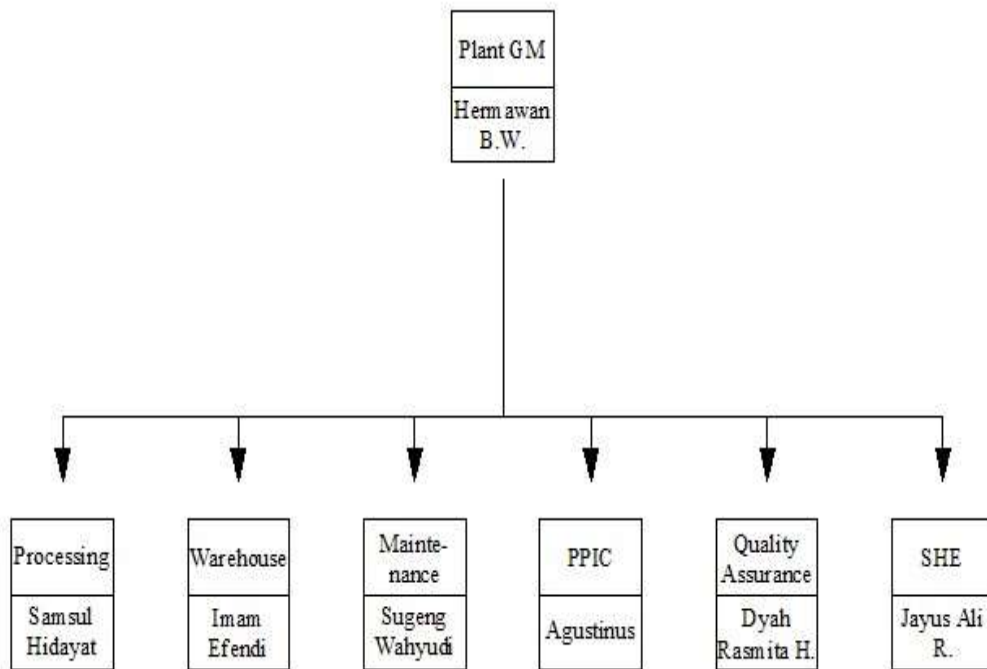 Plant GM
Hermawan
B.W.
Processing
Samsul
Hidayat
Warehouse
Imam
Efendi
Mainte-
nance
Sugeng
Wahyudi
PPIC
Agustinus
Quality
Assurance
Dyah
Rasmita H.
SHE
Jayus Ali
R.